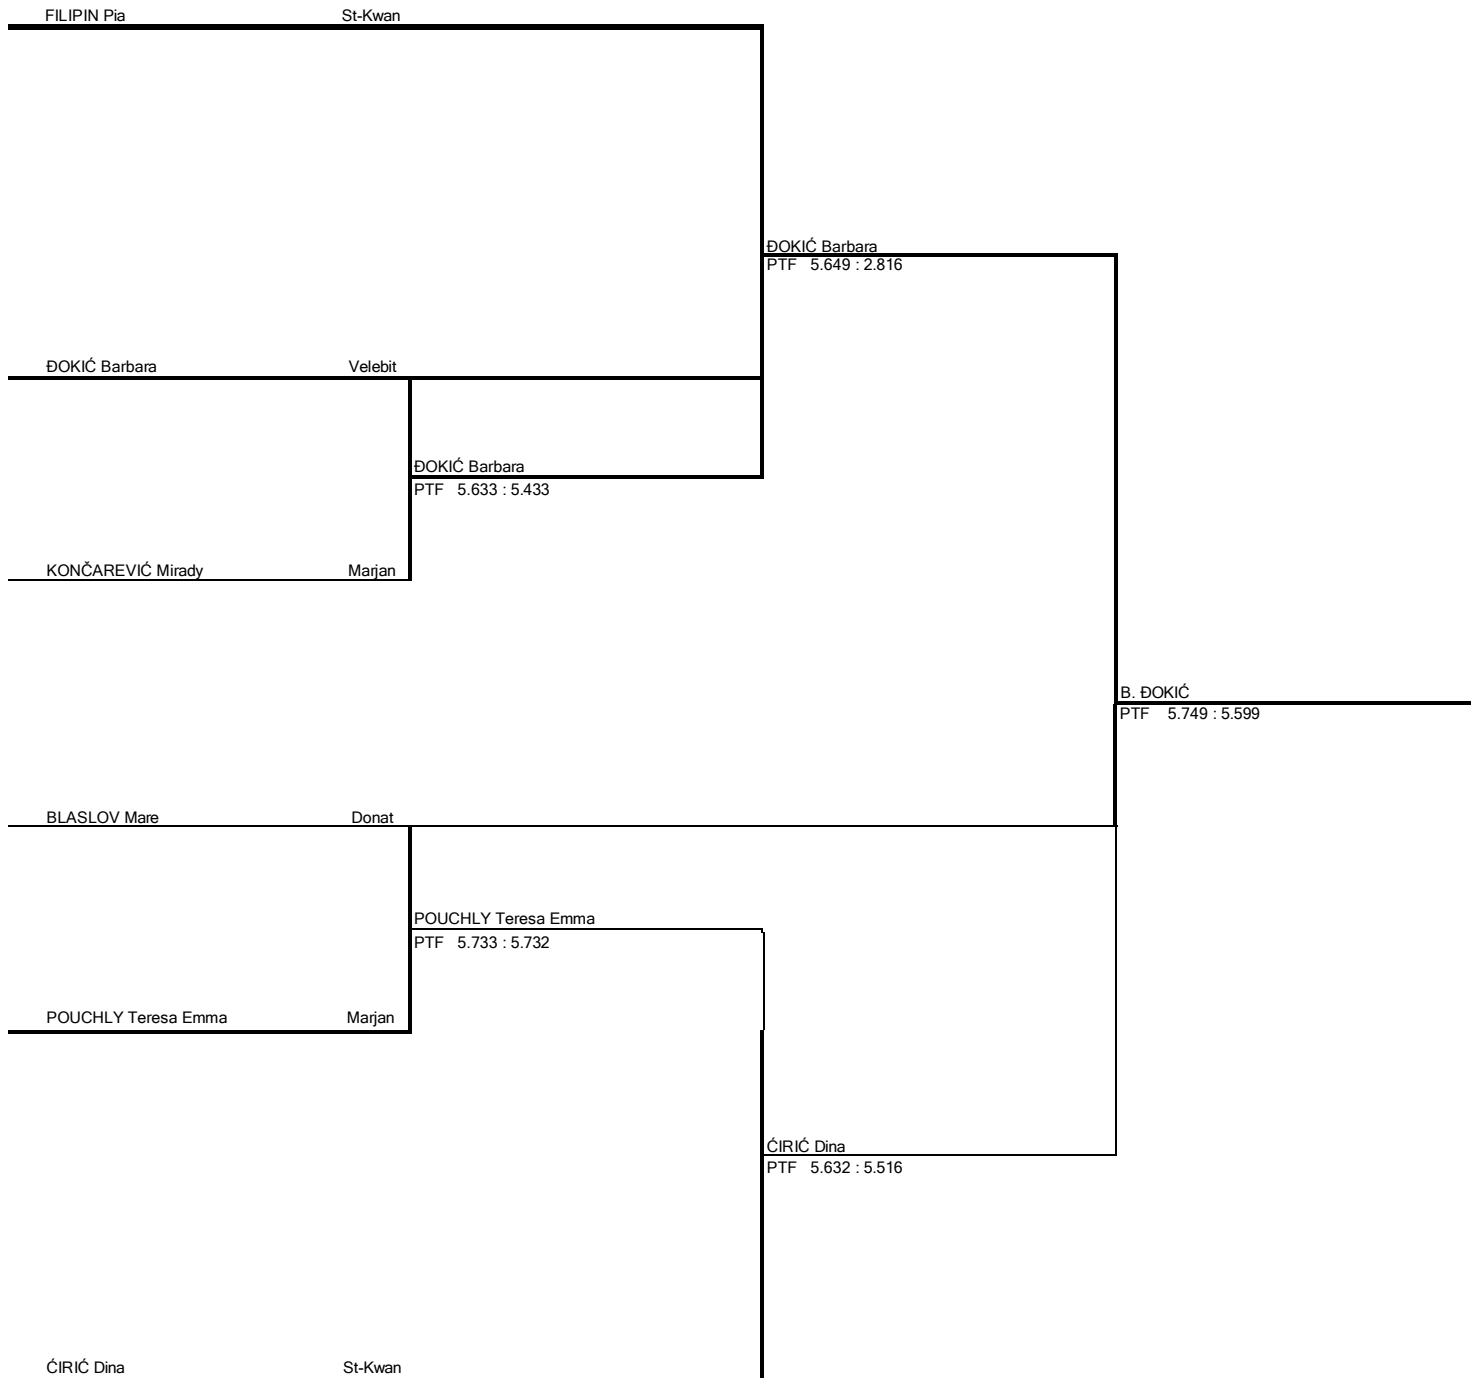 FILIPIN Pia St-Kwan
ĐOKIĆ Barbara
PTF 5.649 : 2.816
ĐOKIĆ Barbara Velebit
ĐOKIĆ Barbara
PTF 5.633 : 5.433
KONČAREVIĆ Mirady Marjan
B. ĐOKIĆ
PTF 5.749 : 5.599
BLASLOV Mare Donat
POUCHLY Teresa Emma
PTF 5.733 : 5.732
POUCHLY Teresa Emma Marjan
ĆIRIĆ Dina
PTF 5.632 : 5.516
ĆIRIĆ Dina St-Kwan